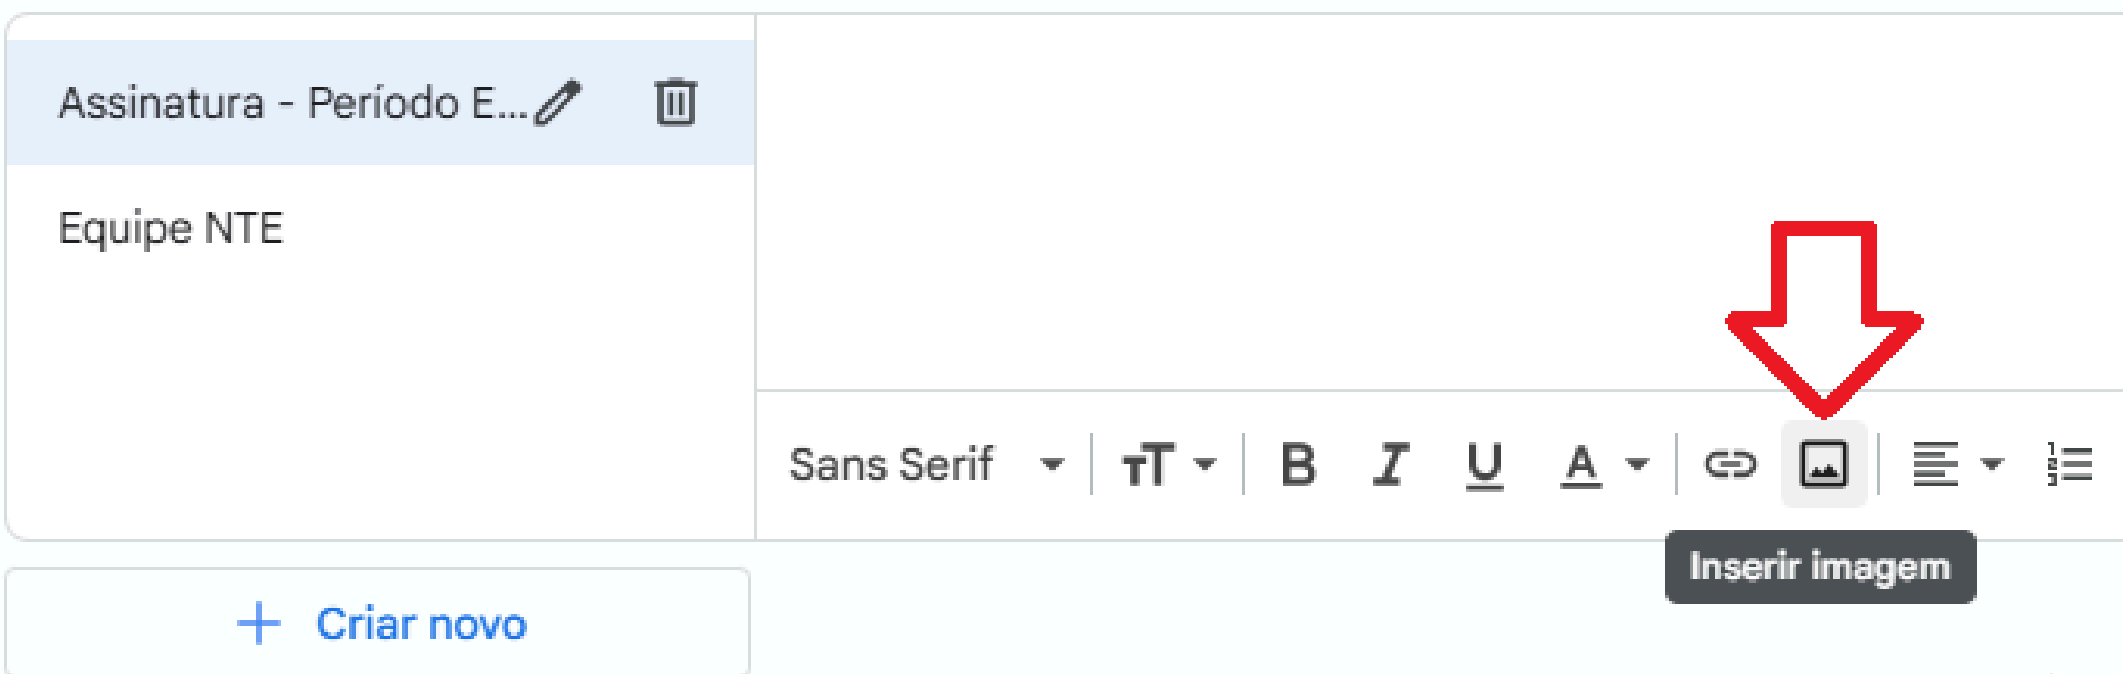 Assinatura - Período E...
Equipe NTE
Sans Serif
B I U A
Inserir imagem
+ Criar novo